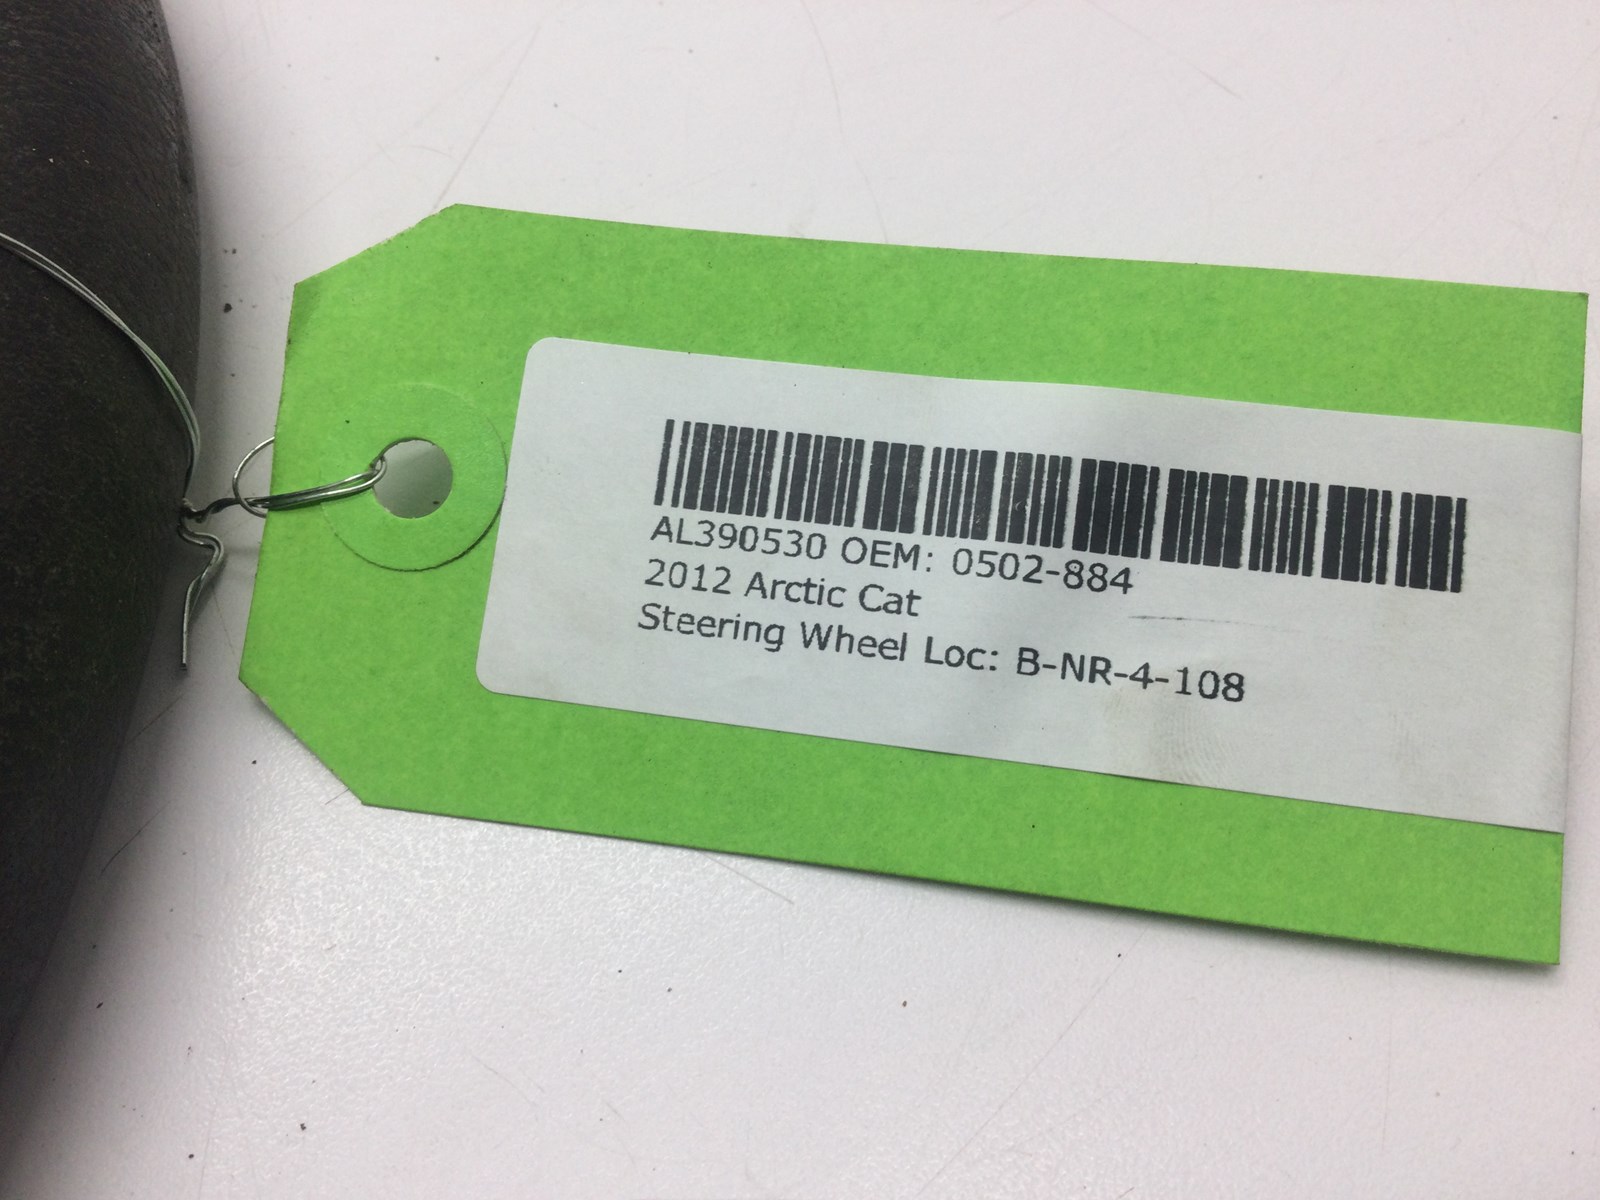 AL390530 OEM: 0502-884
2012 Arctic Cat
Steering Wheel Loc: B-NR-4-108